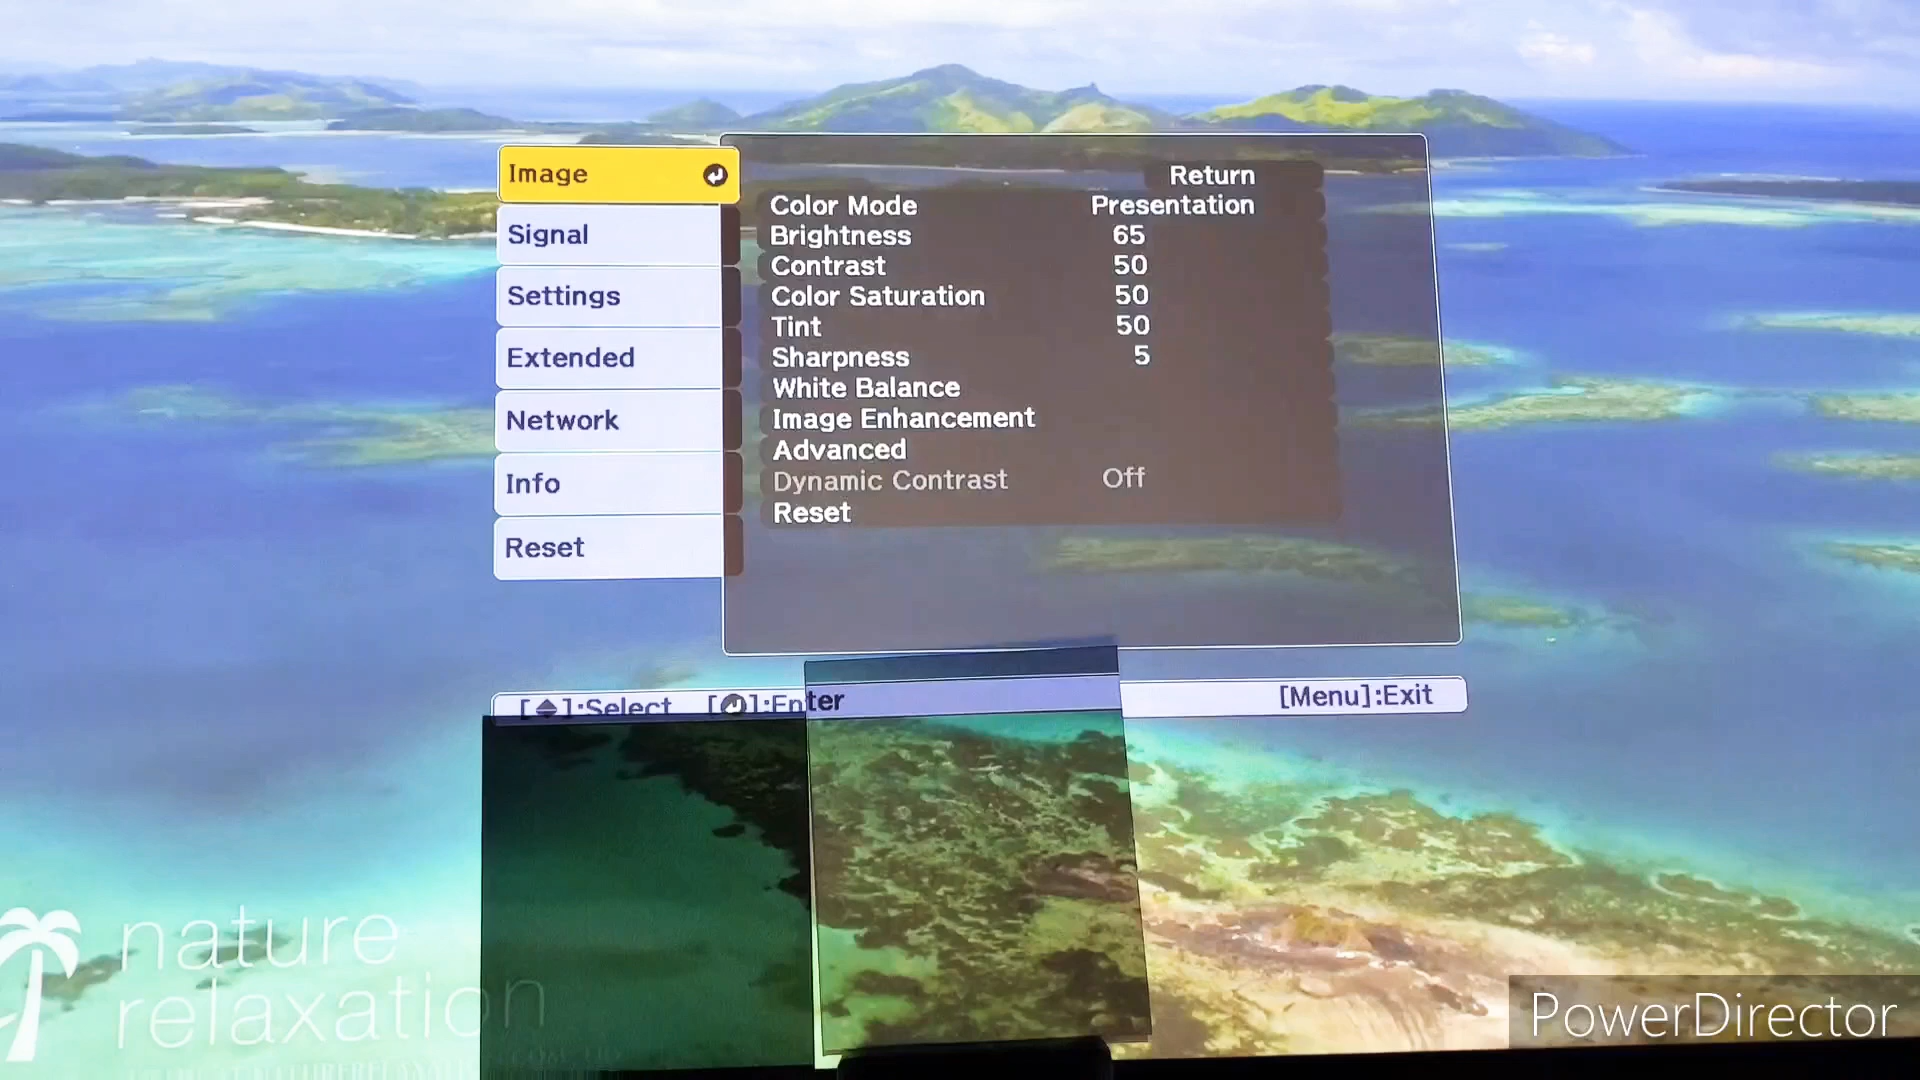 Image
Signal
Settings
Extended
Network
Info
Reset
Return
Color Mode Presentation
Brightness 65
Contrast 50
Color Saturation 50
Tint 50
Sharpness 5
White Balance
Image Enhancement
Advanced
Dynamic Contrast Off
Reset
[ ]:Select [ ]:Enter [Menu]:Exit
nature
relaxation
PowerDirector